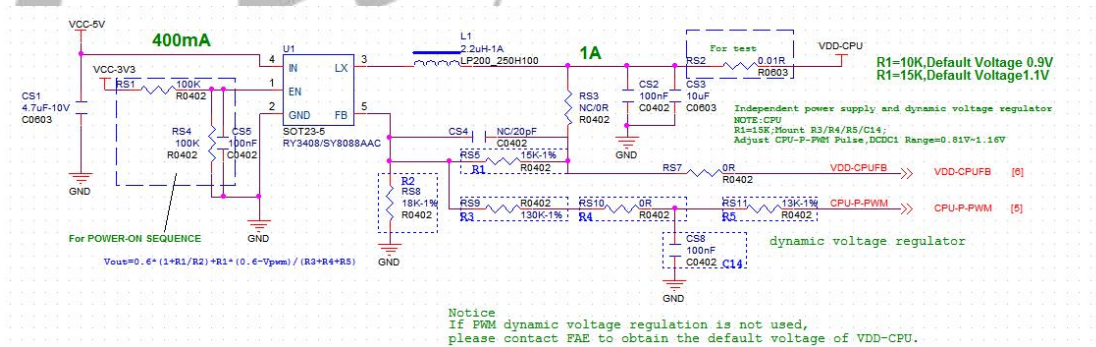 VCC-5V
400mA
U1
L1
2.2uH-1A
LP200_250H100
1A
For test
RS2
0.01R
R0603
VDD-CPU
R1=10K,Default Voltage 0.9V
R1=15K,Default Voltage1.1V
VCC-3V3
RS1
100K
R0402
4
IN
LX
3
1
EN
2
GND
FB
5
SOT23-5
RY3408/SY8088AAC
CS1
4.7uF-10V
C0603
RS4
100K
R0402
CS5
100nF
C0402
RS3
NC/0R
R0402
CS2
100nF
C0402
CS3
10uF
C0603
GND
Independent power supply and dynamic voltage regulator
NOTE:CPU
R1=15K;Mount R3/R4/R5/C14;
Adjust CPU-P-PWM Pulse,DCDC1 Range=0.81V~1.16V
CS4
NC/20pF
C0402
RS5
15K-1%
R1
R0402
RS7
0R
R0402
VDD-CPUFB
VDD-CPUFB
[6]
R2
RS8
18K-1%
R0402
RS9
R0402
R3
130K-1%
RS10
0R
R4
R0402
RS11
13K-1%
R5
R0402
CPU-P-PWM
CPU-P-PWM
[5]
GND
GND
GND
CS8
100nF
C0402
C14
GND
dynamic voltage regulator
For POWER-ON SEQUENCE
Vout=0.6*(1+R1/R2)+R1*(0.6-Vpwm)/(R3+R4+R5)
Notice
If PWM dynamic voltage regulation is not used,
please contact FAE to obtain the default voltage of VDD-CPU.